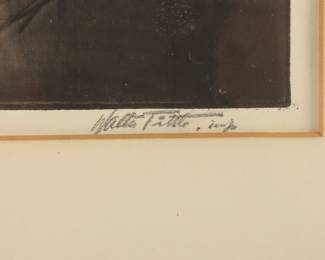 Walter Tittle, imp